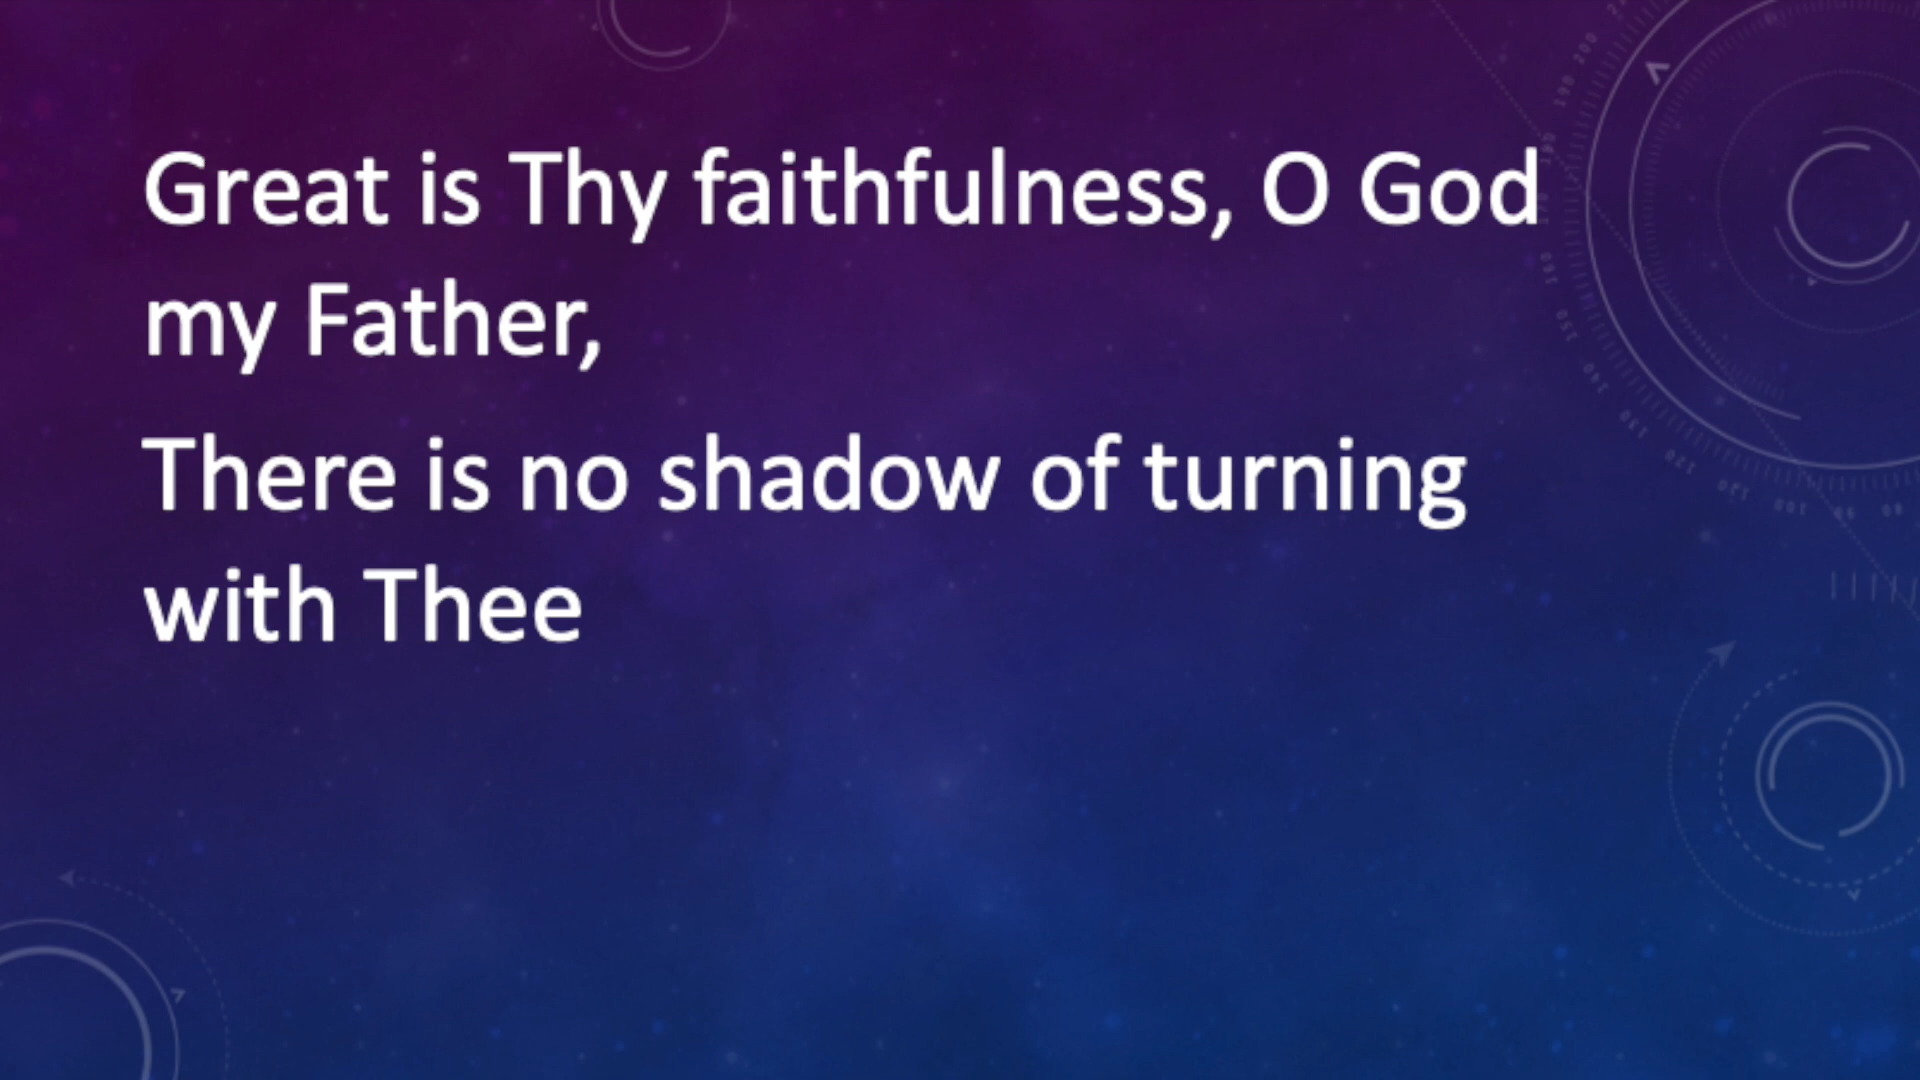 Great is Thy faithfulness, O God
my Father,
There is no shadow of turning
with Thee